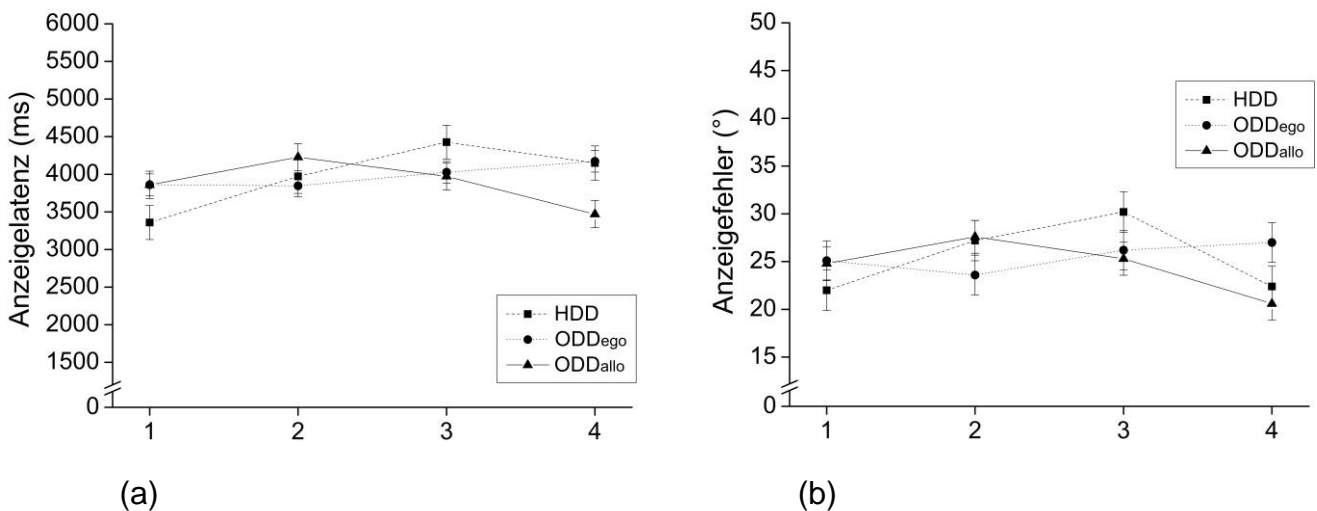 Anzeigelatenz (ms)
6000
5500
5000
4500
4000
3500
3000
2500
2000
1500
0
1 2 3 4
HDD
ODDego
ODDallo
(a)
Anzeigefehler (°)
50
45
40
35
30
25
20
15
0
1 2 3 4
HDD
ODDego
ODDallo
(b)